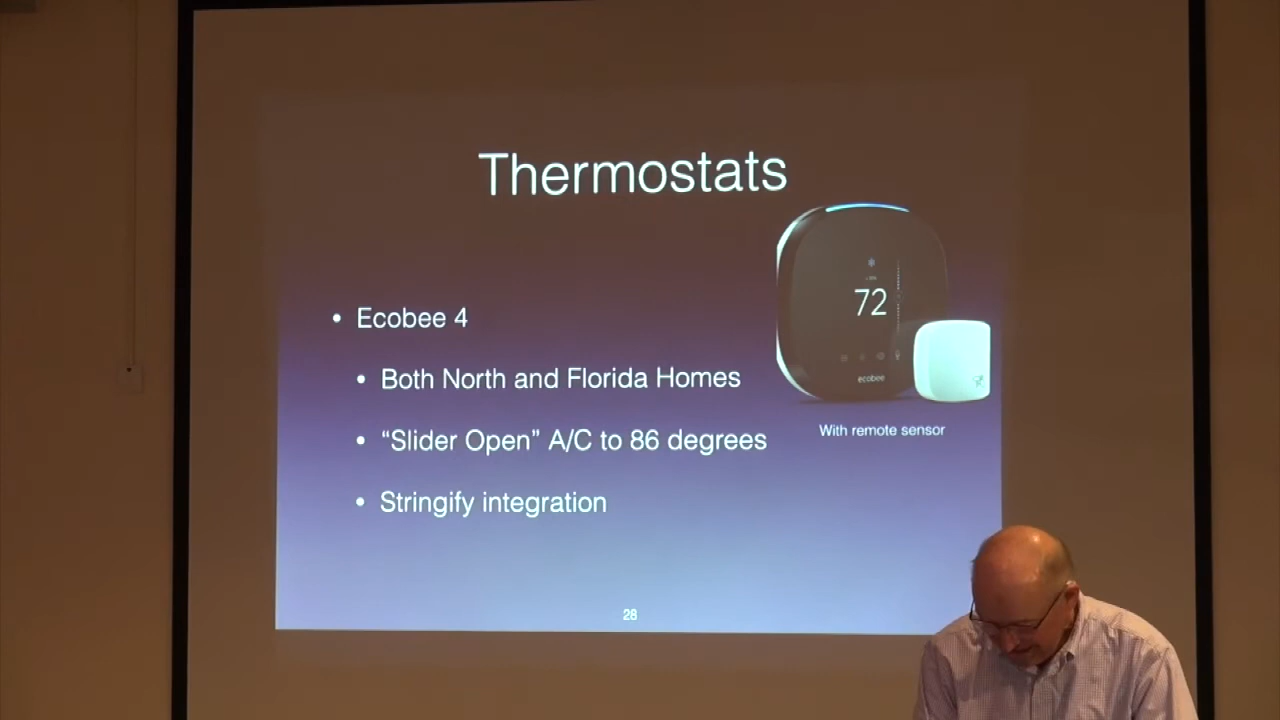 Thermostats
72
ecobee
• Ecobee 4
• Both North and Florida Homes
With remote sensor
• “Slider Open” A/C to 86 degrees
• Stringify integration
28